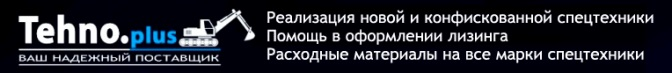 Tehno.plus
ВАШ НАДЕЖНЫЙ ПОСТАВЩИК
Реализация новой и конфискованной спецтехники
Помощь в оформлении лизинга
Расходные материалы на все марки спецтехники